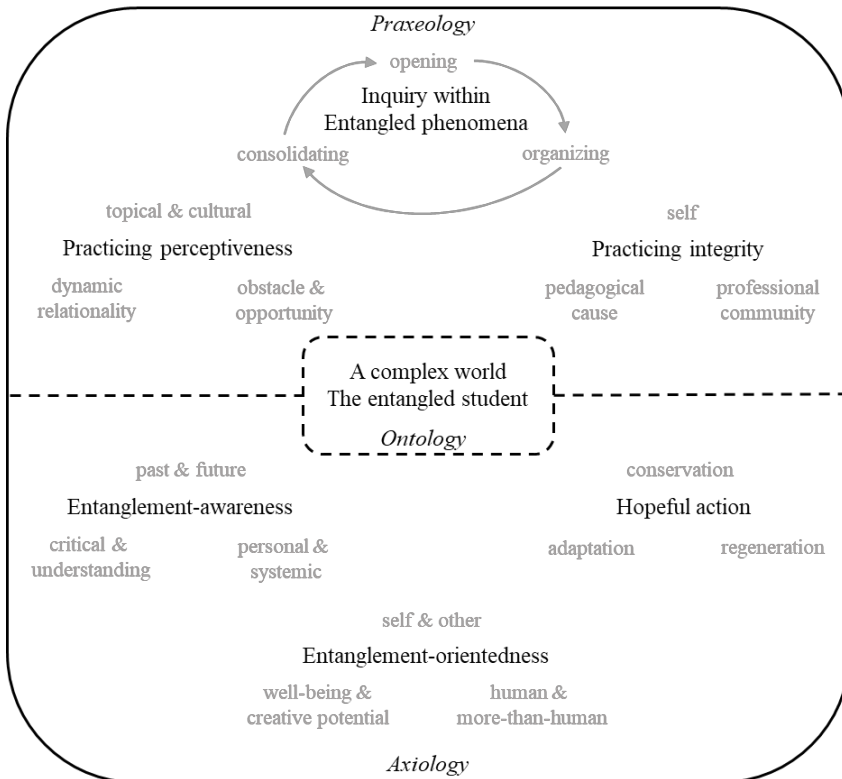 Praxeology
opening
Inquiry within
Entangled phenomena
consolidating
organizing
topical & cultural
Practicing perceptiveness
dynamic
relationality
obstacle &
opportunity
self
Practicing integrity
pedagogical
cause
professional
community
A complex world
The entangled student
Ontology
past & future
Entanglement-awareness
critical &
understanding
personal &
systemic
conservation
Hopeful action
adaptation
regeneration
self & other
Entanglement-orientedness
well-being &
creative potential
human &
more-than-human
Axiology